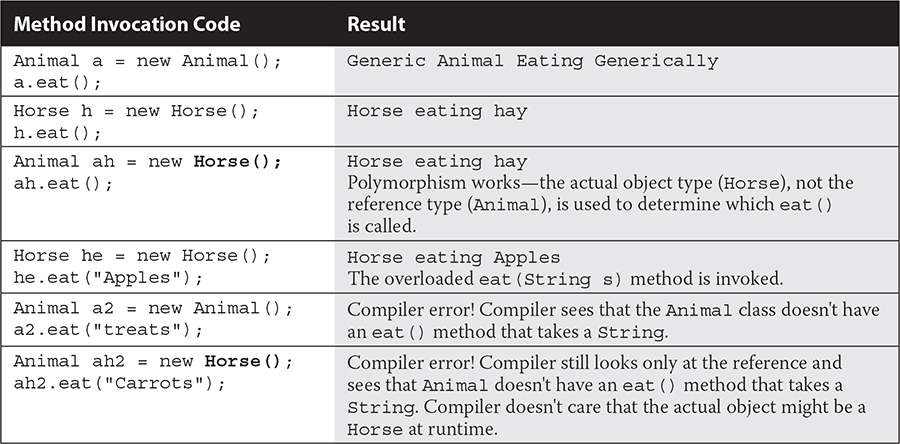 Method Invocation Code
Result
Animal a = new Animal();
a.eat();
Generic Animal Eating Generically
Horse h = new Horse();
h.eat();
Horse eating hay
Animal ah = new Horse();
ah.eat();
Horse eating hay
Polymorphism works—the actual object type (Horse), not the
reference type (Animal), is used to determine which eat()
is called.
Horse he = new Horse();
he.eat("Apples");
Horse eating Apples
The overloaded eat(String s) method is invoked.
Animal a2 = new Animal();
a2.eat("treats");
Compiler error! Compiler sees that the Animal class doesn't have
an eat() method that takes a String.
Animal ah2 = new Horse();
ah2.eat("Carrots");
Compiler error! Compiler still looks only at the reference and
sees that Animal doesn't have an eat() method that takes a
String. Compiler doesn't care that the actual object might be a
Horse at runtime.